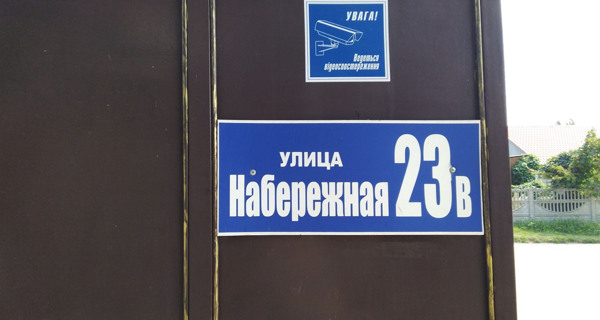 УВАГА!
Ведеться
відеоспостереження
УЛИЦА
Набережная 23В